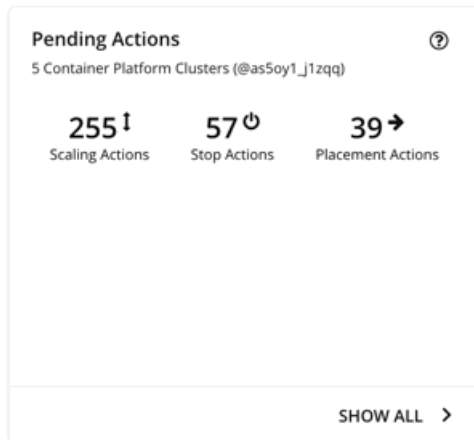 Pending Actions
5 Container Platform Clusters (@as5oy1_j1zqq)
255 57 39
Scaling Actions Stop Actions Placement Actions
SHOW ALL